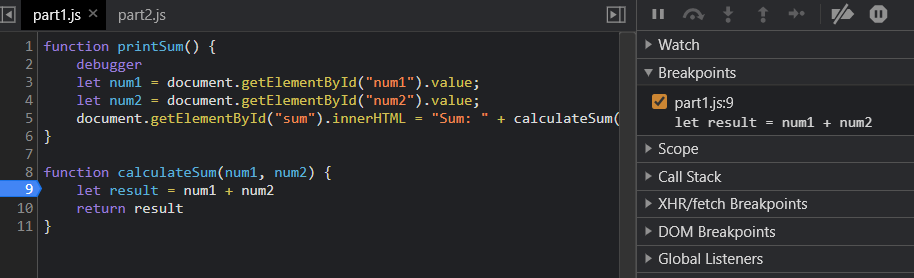 part1.js × part2.js
1 function printSum() {
2 debugger
3 let num1 = document.getElementById("num1").value;
4 let num2 = document.getElementById("num2").value;
5 document.getElementById("sum").innerHTML = "Sum: " + calculateSum(
6 }
7
8 function calculateSum(num1, num2) {
9 let result = num1 + num2
10 return result
11 }
Watch
Breakpoints
part1.js:9
let result = num1 + num2
Scope
Call Stack
XHR/fetch Breakpoints
DOM Breakpoints
Global Listeners